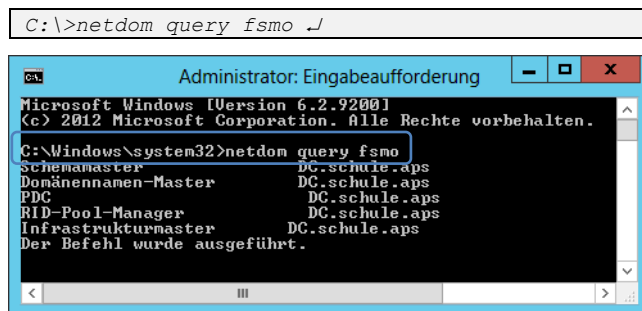 C:\>netdom query fsmo ↵
Administrator: Eingabeaufforderung
Microsoft Windows [Version 6.2.9200]
(c) 2012 Microsoft Corporation. Alle Rechte vorbehalten.
C:\Windows\system32>netdom query fsmo
Schemamaster DC.schule.aps
Domänennamen-Master DC.schule.aps
PDC DC.schule.aps
RID-Pool-Manager DC.schule.aps
Infrastrukturmaster DC.schule.aps
Der Befehl wurde ausgeführt.